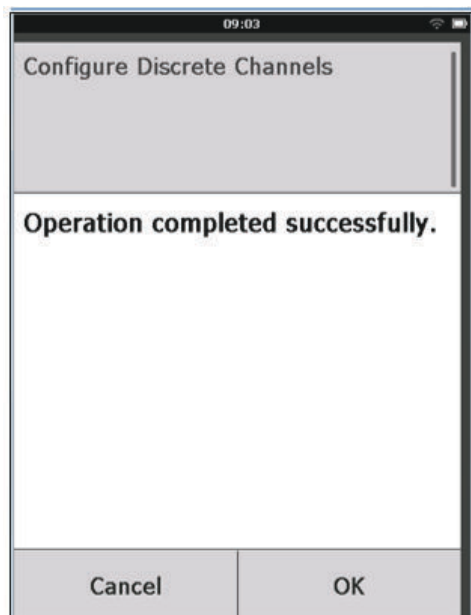 09:03
Configure Discrete Channels
Operation completed successfully.
Cancel
OK